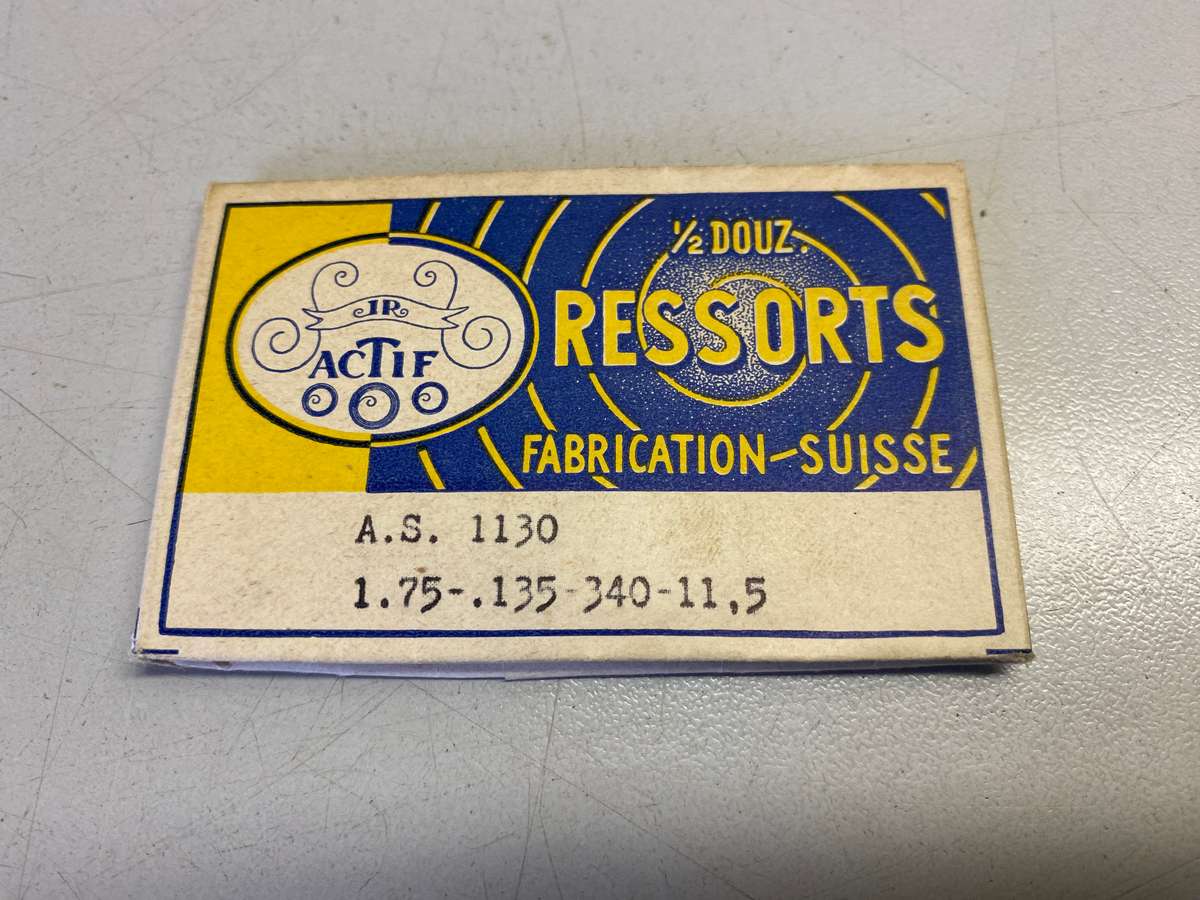 JR
ACTIF
½ DOUZ.
RESSORTS
FABRICATION-SUISSE
A.S. 1130
1.75-.135-340-11,5